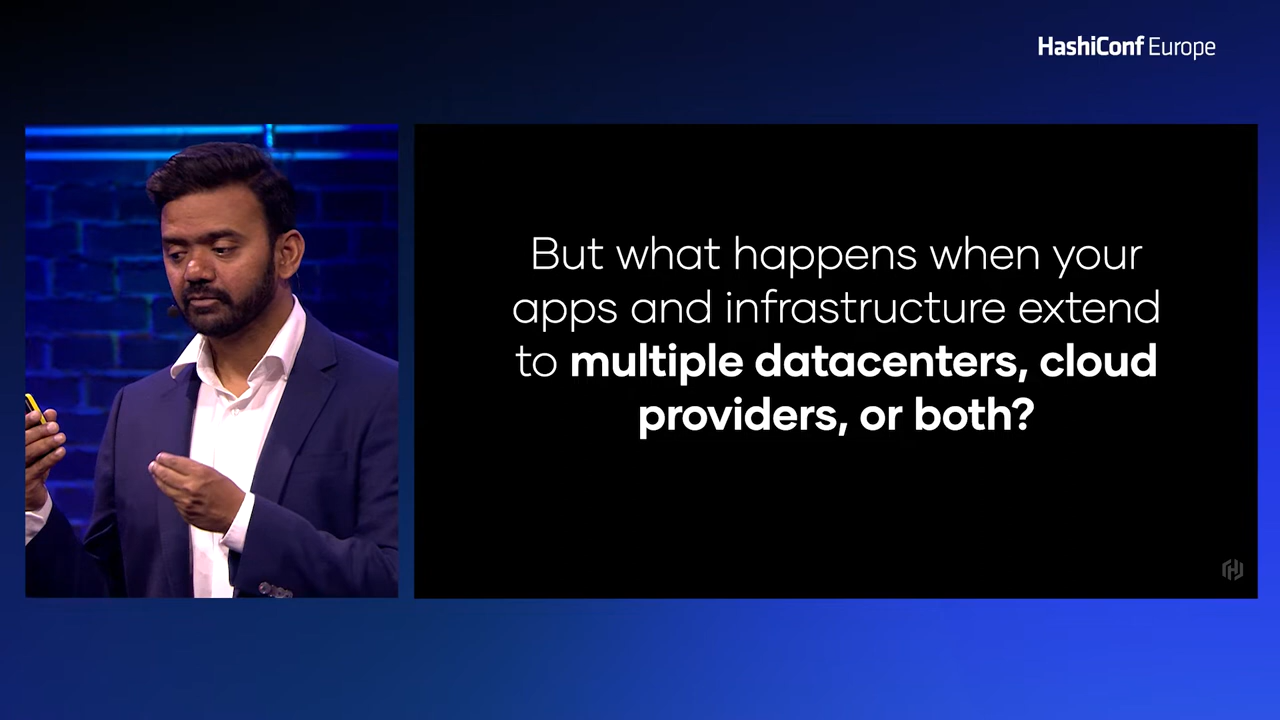 HashiConf Europe
But what happens when your
apps and infrastructure extend
to multiple datacenters, cloud
providers, or both?